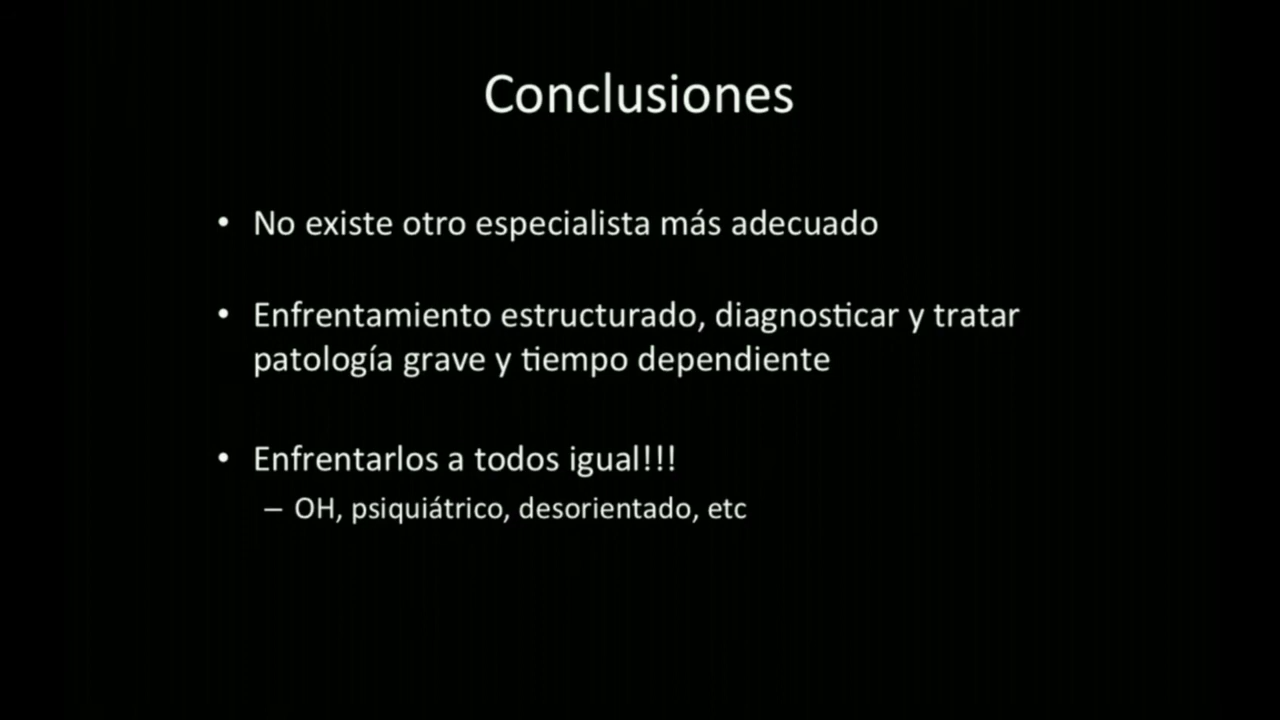 Conclusiones
• No existe otro especialista más adecuado
• Enfrentamiento estructurado, diagnosticar y tratar
patología grave y tiempo dependiente
• Enfrentarlos a todos igual!!!
– OH, psiquiátrico, desorientado, etc